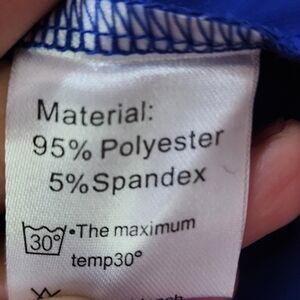 Material:
95% Polyester
5%Spandex
30° •The maximum
temp30°